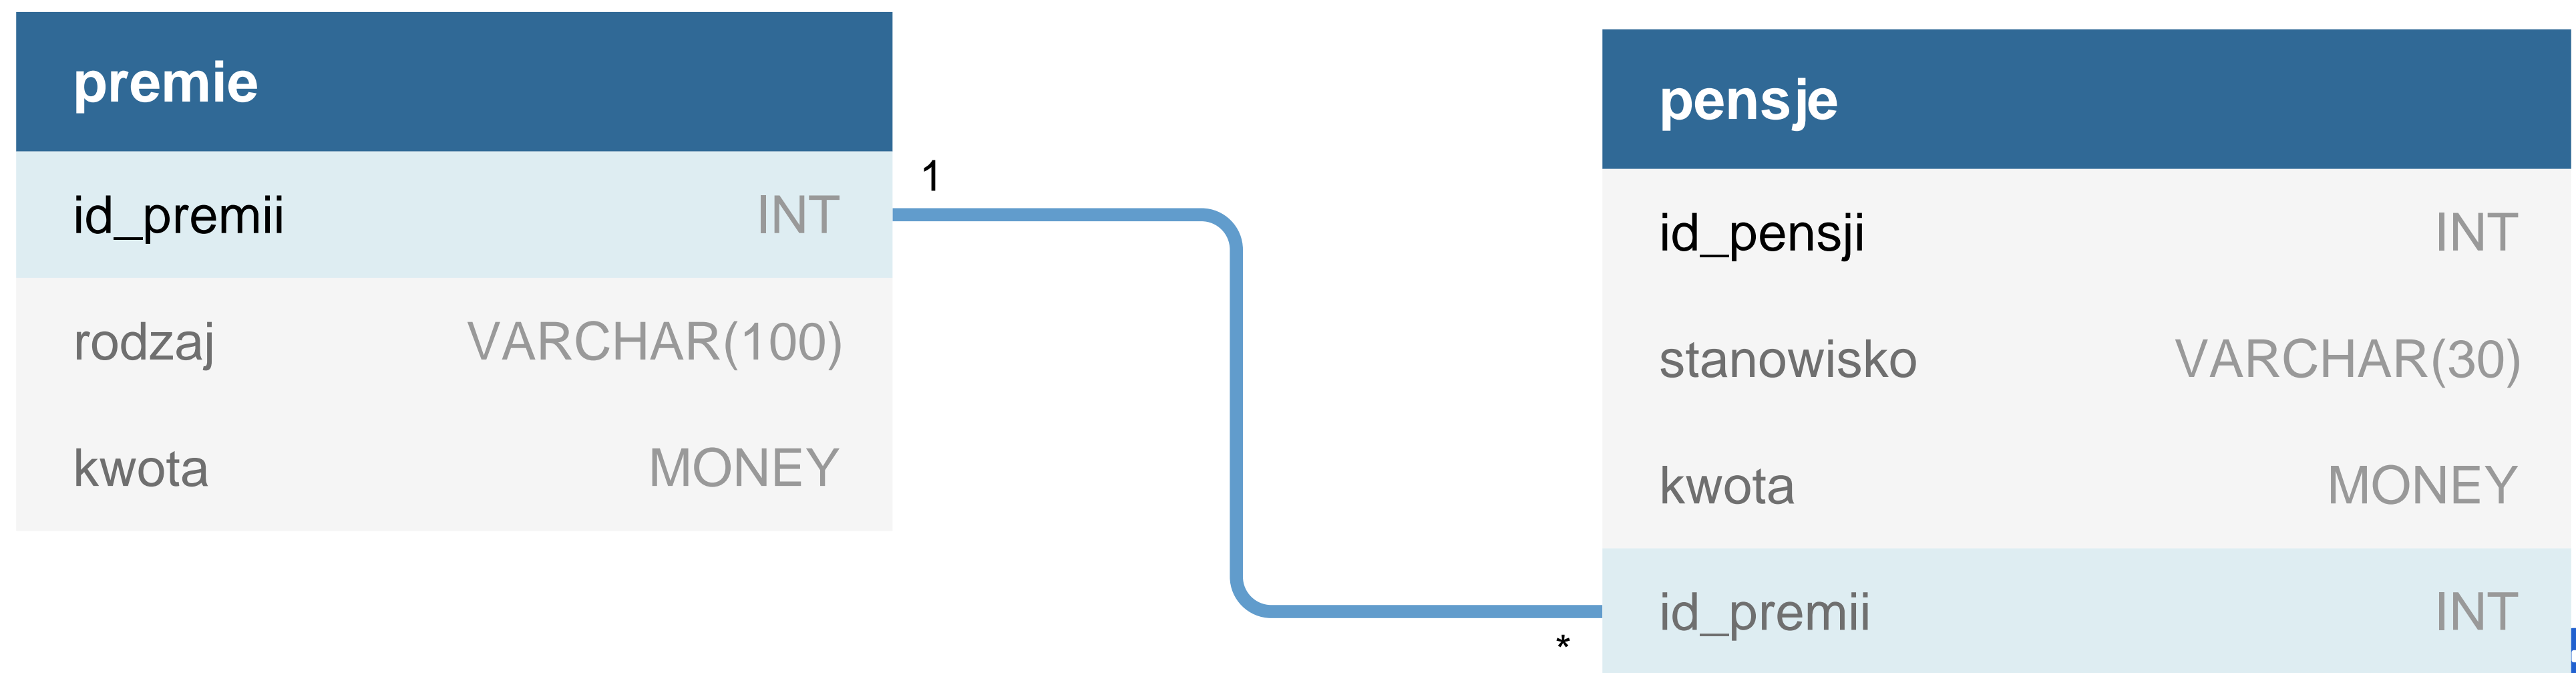 premie
id_premii INT
rodzaj VARCHAR(100)
kwota MONEY
1
*
pensje
id_pensji INT
stanowisko VARCHAR(30)
kwota MONEY
id_premii INT